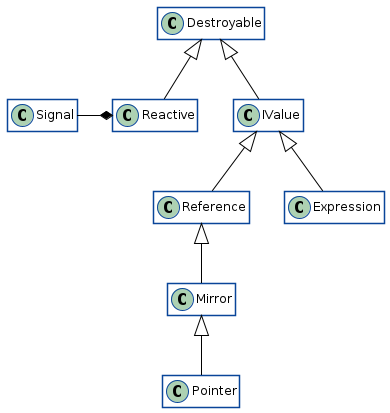 C Destroyable
C Signal
C Reactive
C IValue
C Reference
C Expression
C Mirror
C Pointer